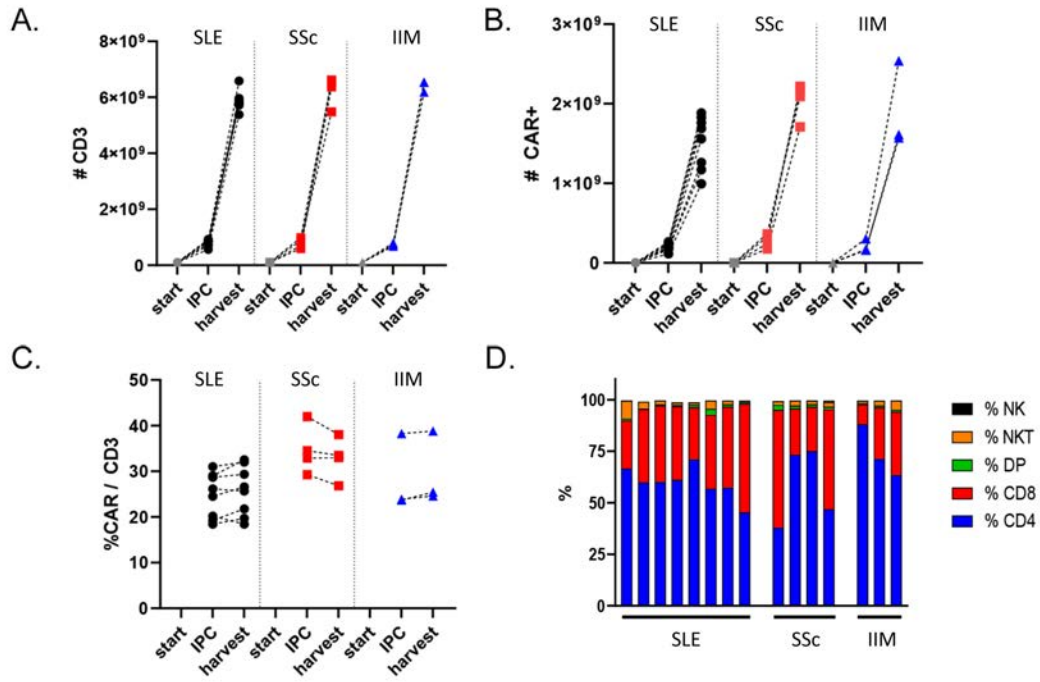 A.
SLE
SSc
IIM
8×10⁹
6×10⁹
4×10⁹
2×10⁹
0
# CD3
start
IPC
harvest
start
IPC
harvest
start
IPC
harvest
B.
SLE
SSc
IIM
3×10⁹
2×10⁹
1×10⁹
0
# CAR+
start
IPC
harvest
start
IPC
harvest
start
IPC
harvest
C.
SLE
SSc
IIM
50
40
30
20
10
0
%CAR / CD3
start
IPC
harvest
start
IPC
harvest
start
IPC
harvest
D.
100
75
50
25
0
%
SLE
SSc
IIM
% NK
% NKT
% DP
% CD8
% CD4